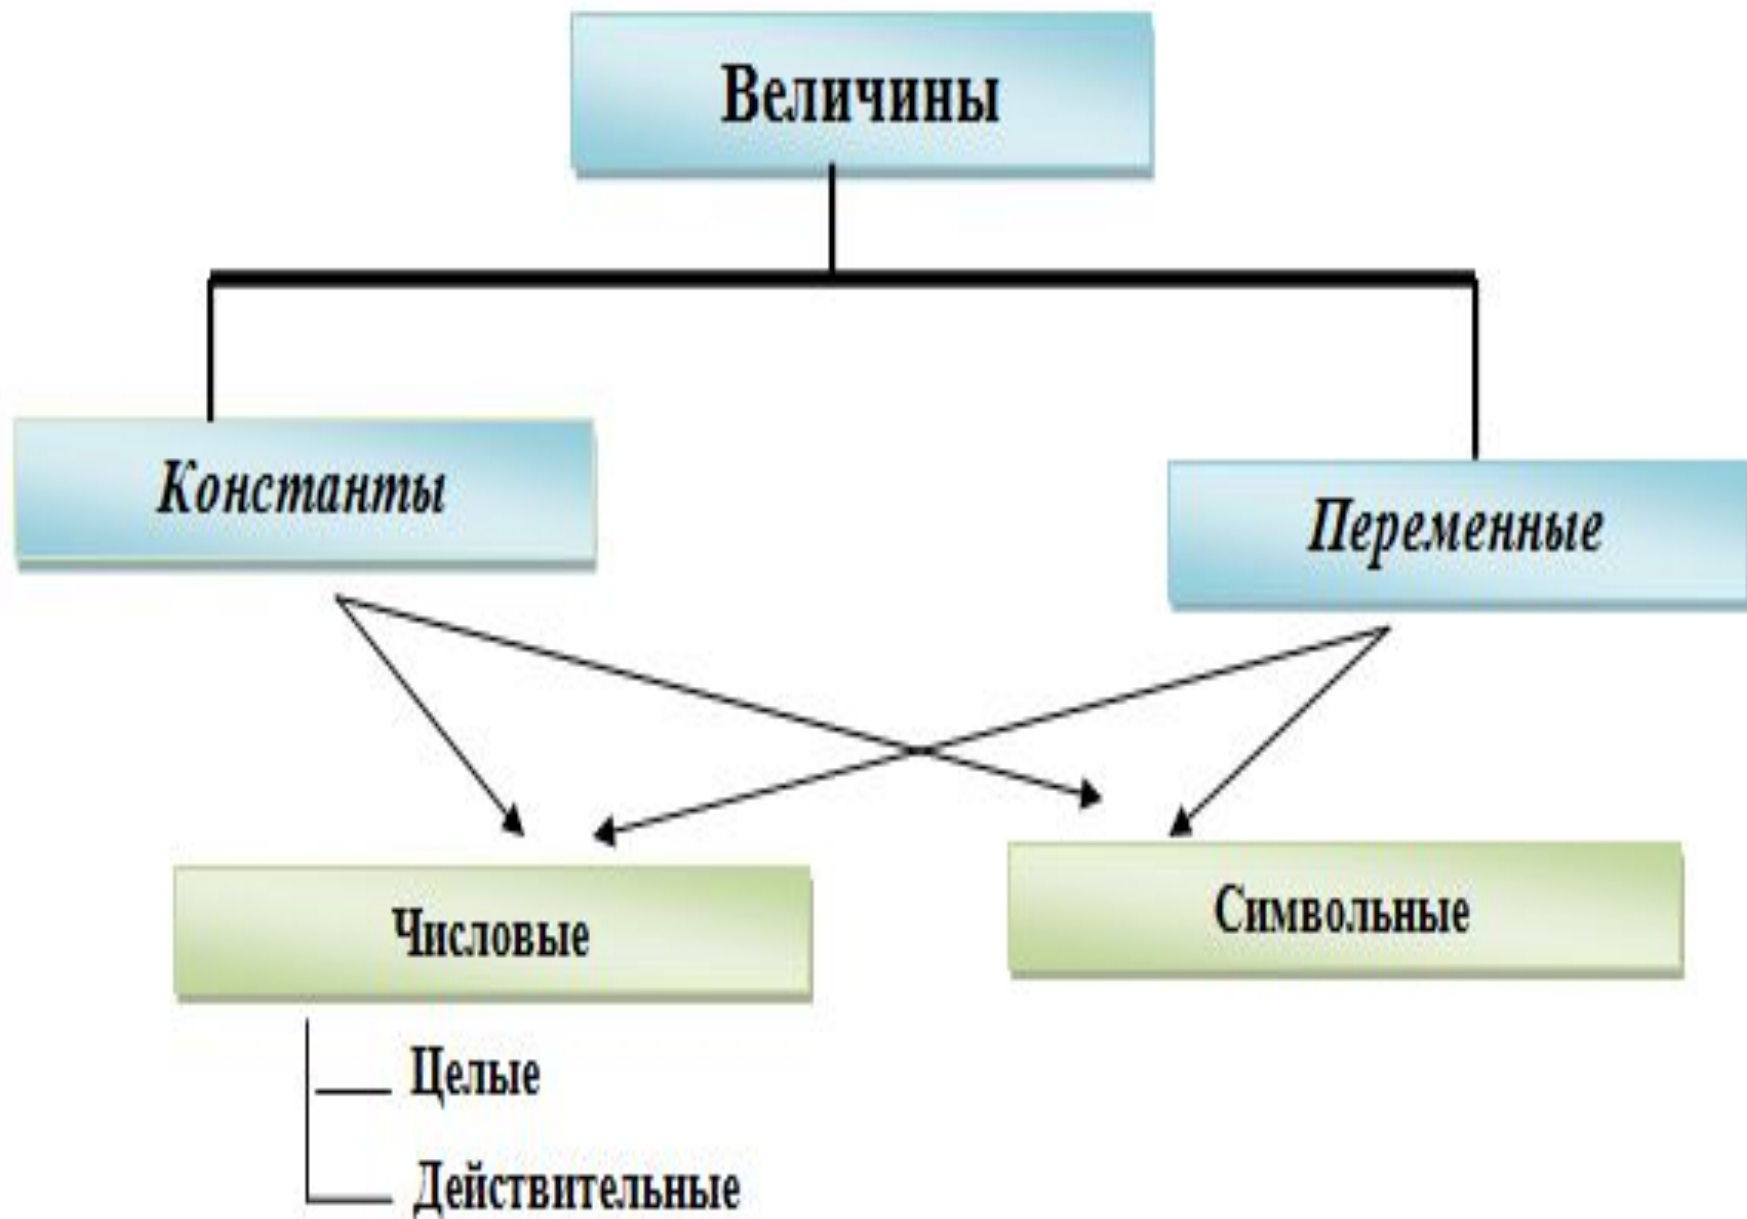 Величины
Константы
Переменные
Числовые
Символьные
Целые
Действительные